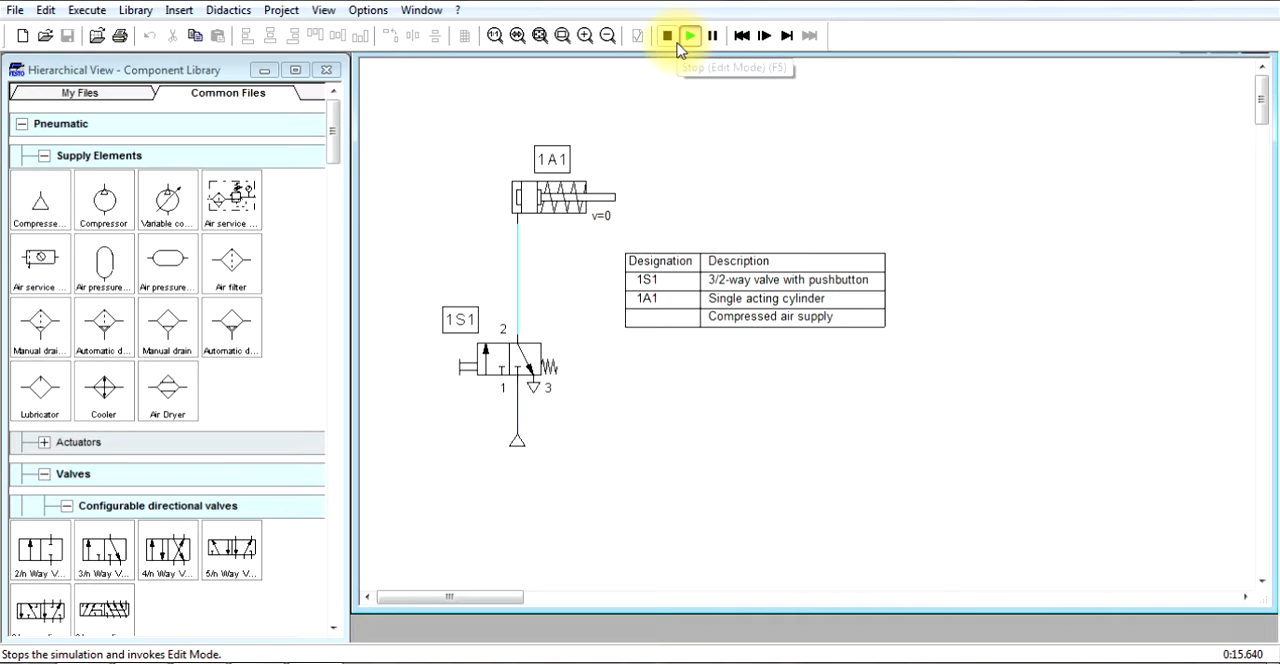 File Edit Execute Library Insert Didactics Project View Options Window ?
Stop (Edit Mode) (F5)
FESTO Hierarchical View - Component Library
My Files Common Files
Pneumatic
Supply Elements
Compresse... Compressor Variable co... Air service ...
Air service ... Air pressure... Air pressure... Air filter
Manual drai... Automatic d... Manual drain Automatic d...
Lubricator Cooler Air Dryer
Actuators
Valves
Configurable directional valves
2/n Way V... 3/n Way V... 4/n Way V... 5/n Way V...
1A1
v=0
Designation Description
1S1 3/2-way valve with pushbutton
1A1 Single acting cylinder
Compressed air supply
1S1
2
1 3
Stops the simulation and invokes Edit Mode. 0:15.640